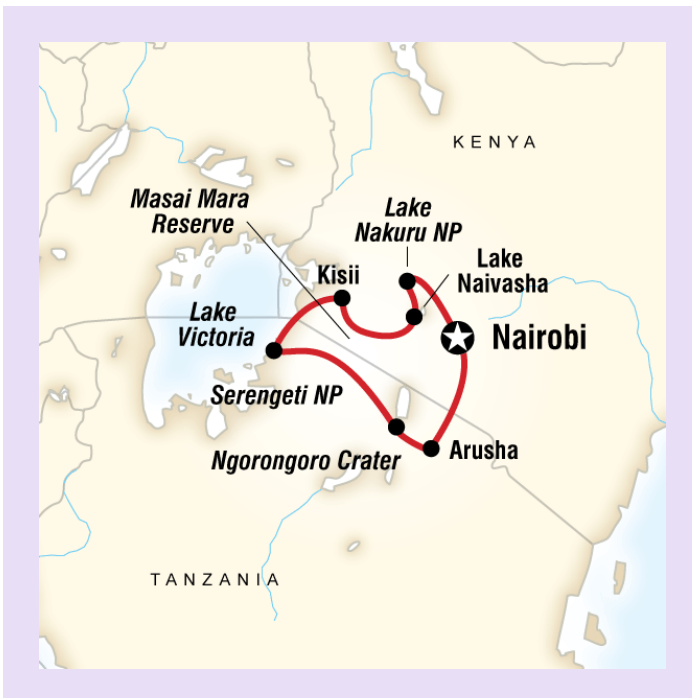 KENYA
Masai Mara
Reserve
Lake
Nakuru NP
Lake
Naivasha
Kisii
Lake
Victoria
Nairobi
Serengeti NP
Ngorongoro Crater
Arusha
TANZANIA